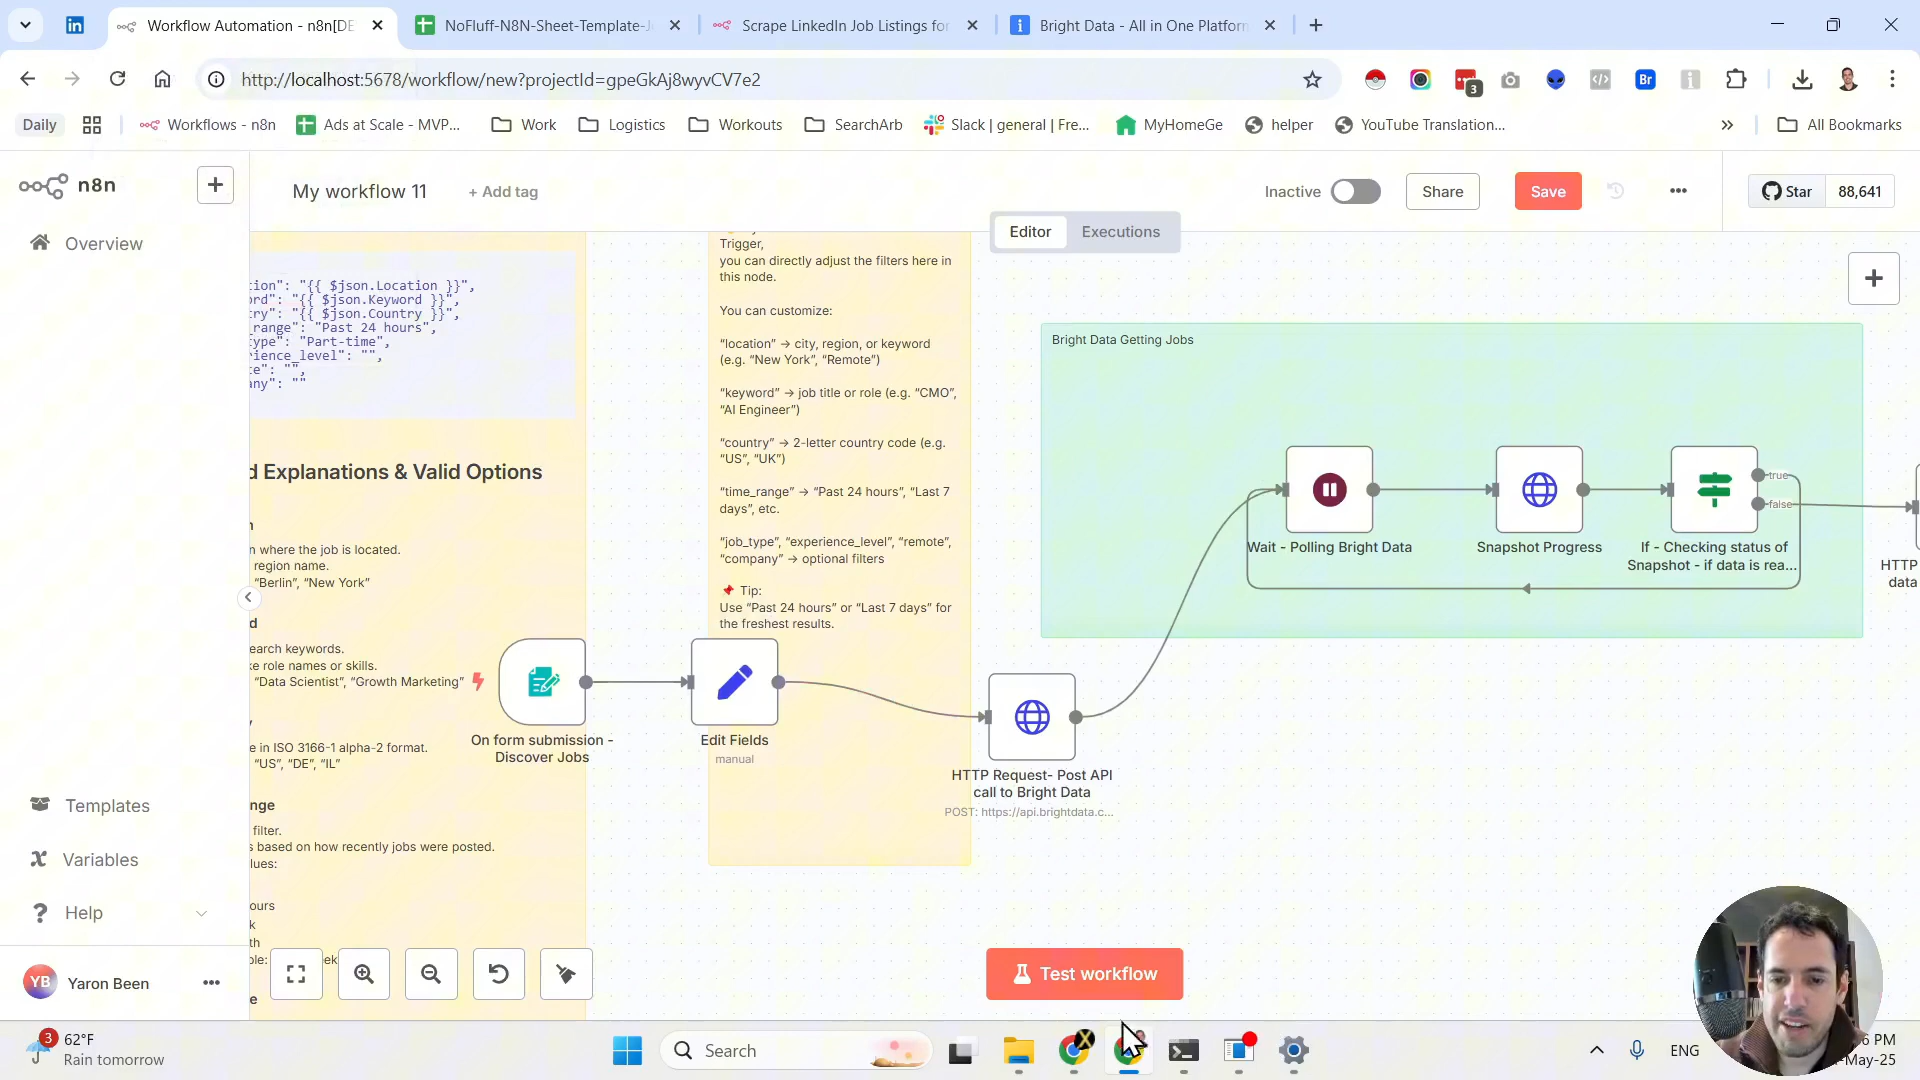 Workflow Automation - n8n[DE
NoFluff-N8N-Sheet-Template-J
Scrape LinkedIn Job Listings for
Bright Data - All in One Platform
http://localhost:5678/workflow/new?projectId=gpeGkAj8wyvCV7e2
3
Br
Daily
Workflows - n8n
Ads at Scale - MVP...
Work
Logistics
Workouts
SearchArb
Slack | general | Fre...
MyHomeGe
helper
YouTube Translation...
All Bookmarks
n8n
My workflow 11
+ Add tag
Inactive
Share
Save
Star
88,641
Editor
Executions
Overview
tion": "{{ $json.Location }}",
ord": "{{ $json.Keyword }}",
ry": "{{ $json.Country }}",
range": "Past 24 hours",
ype": "Part-time",
ience_level": "",
te": "",
ny": ""
d Explanations & Valid Options
n
n where the job is located.
region name.
"Berlin", "New York"
d
earch keywords.
ke role names or skills.
"Data Scientist", "Growth Marketing"
y
e in ISO 3166-1 alpha-2 format.
"US", "DE", "IL"
nge
filter.
s based on how recently jobs were posted.
lues:
ours
k
th
ple:
eek
e
Trigger,
you can directly adjust the filters here in
this node.
You can customize:
"location" → city, region, or keyword
(e.g. "New York", "Remote")
"keyword" → job title or role (e.g. "CMO",
"AI Engineer")
"country" → 2-letter country code (e.g.
"US", "UK")
"time_range" → "Past 24 hours", "Last 7
days", etc.
"job_type", "experience_level", "remote",
"company" → optional filters
📌 Tip:
Use "Past 24 hours" or "Last 7 days" for
the freshest results.
Bright Data Getting Jobs
true
false
Wait - Polling Bright Data
Snapshot Progress
If - Checking status of
Snapshot - if data is rea...
HTTP
data
On form submission -
Discover Jobs
Edit Fields
manual
HTTP Request- Post API
call to Bright Data
POST: https://api.brightdata.c...
Templates
Variables
Help
YB
Yaron Been
Test workflow
3
62°F
Rain tomorrow
Search
ENG
6 PM
-May-25